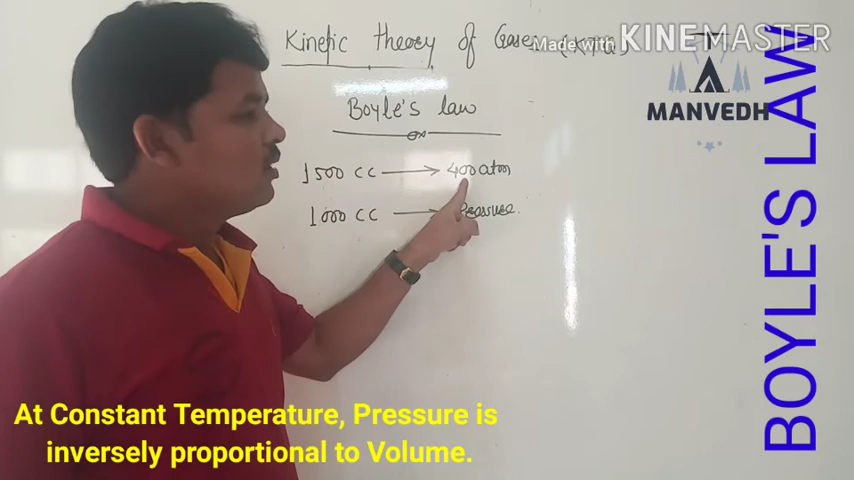 Kinetic theory of Gases (KTG)
Made with KINEMASTER
MANVEDH
Boyle's law
1500 CC → 400 atm
1000 CC → Pressure.
BOYLE'S LAW
At Constant Temperature, Pressure is
inversely proportional to Volume.